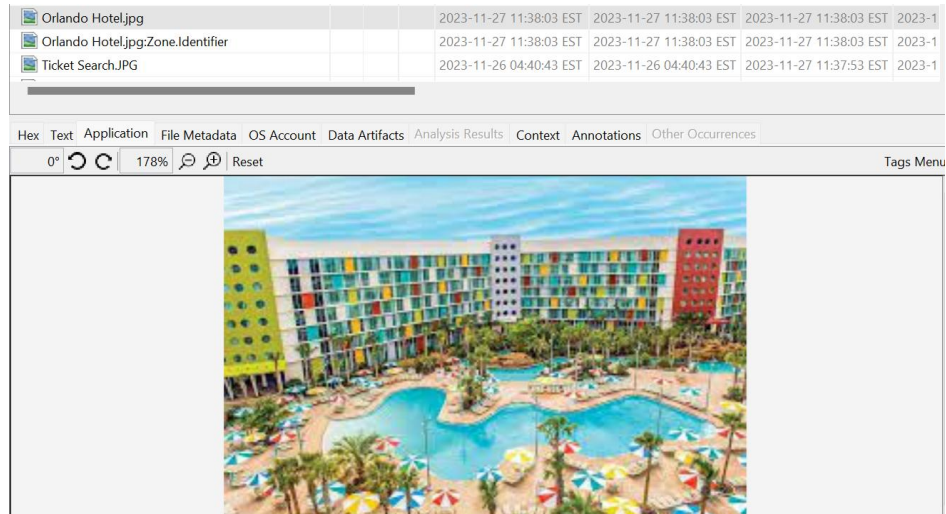 Orlando Hotel.jpg 2023-11-27 11:38:03 EST 2023-11-27 11:38:03 EST 2023-11-27 11:38:03 EST 2023-1
Orlando Hotel.jpg:Zone.Identifier 2023-11-27 11:38:03 EST 2023-11-27 11:38:03 EST 2023-11-27 11:38:03 EST 2023-1
Ticket Search.JPG 2023-11-26 04:40:43 EST 2023-11-26 04:40:43 EST 2023-11-27 11:37:53 EST 2023-1
Hex Text Application File Metadata OS Account Data Artifacts Analysis Results Context Annotations Other Occurrences
0° 178% Reset Tags Menu